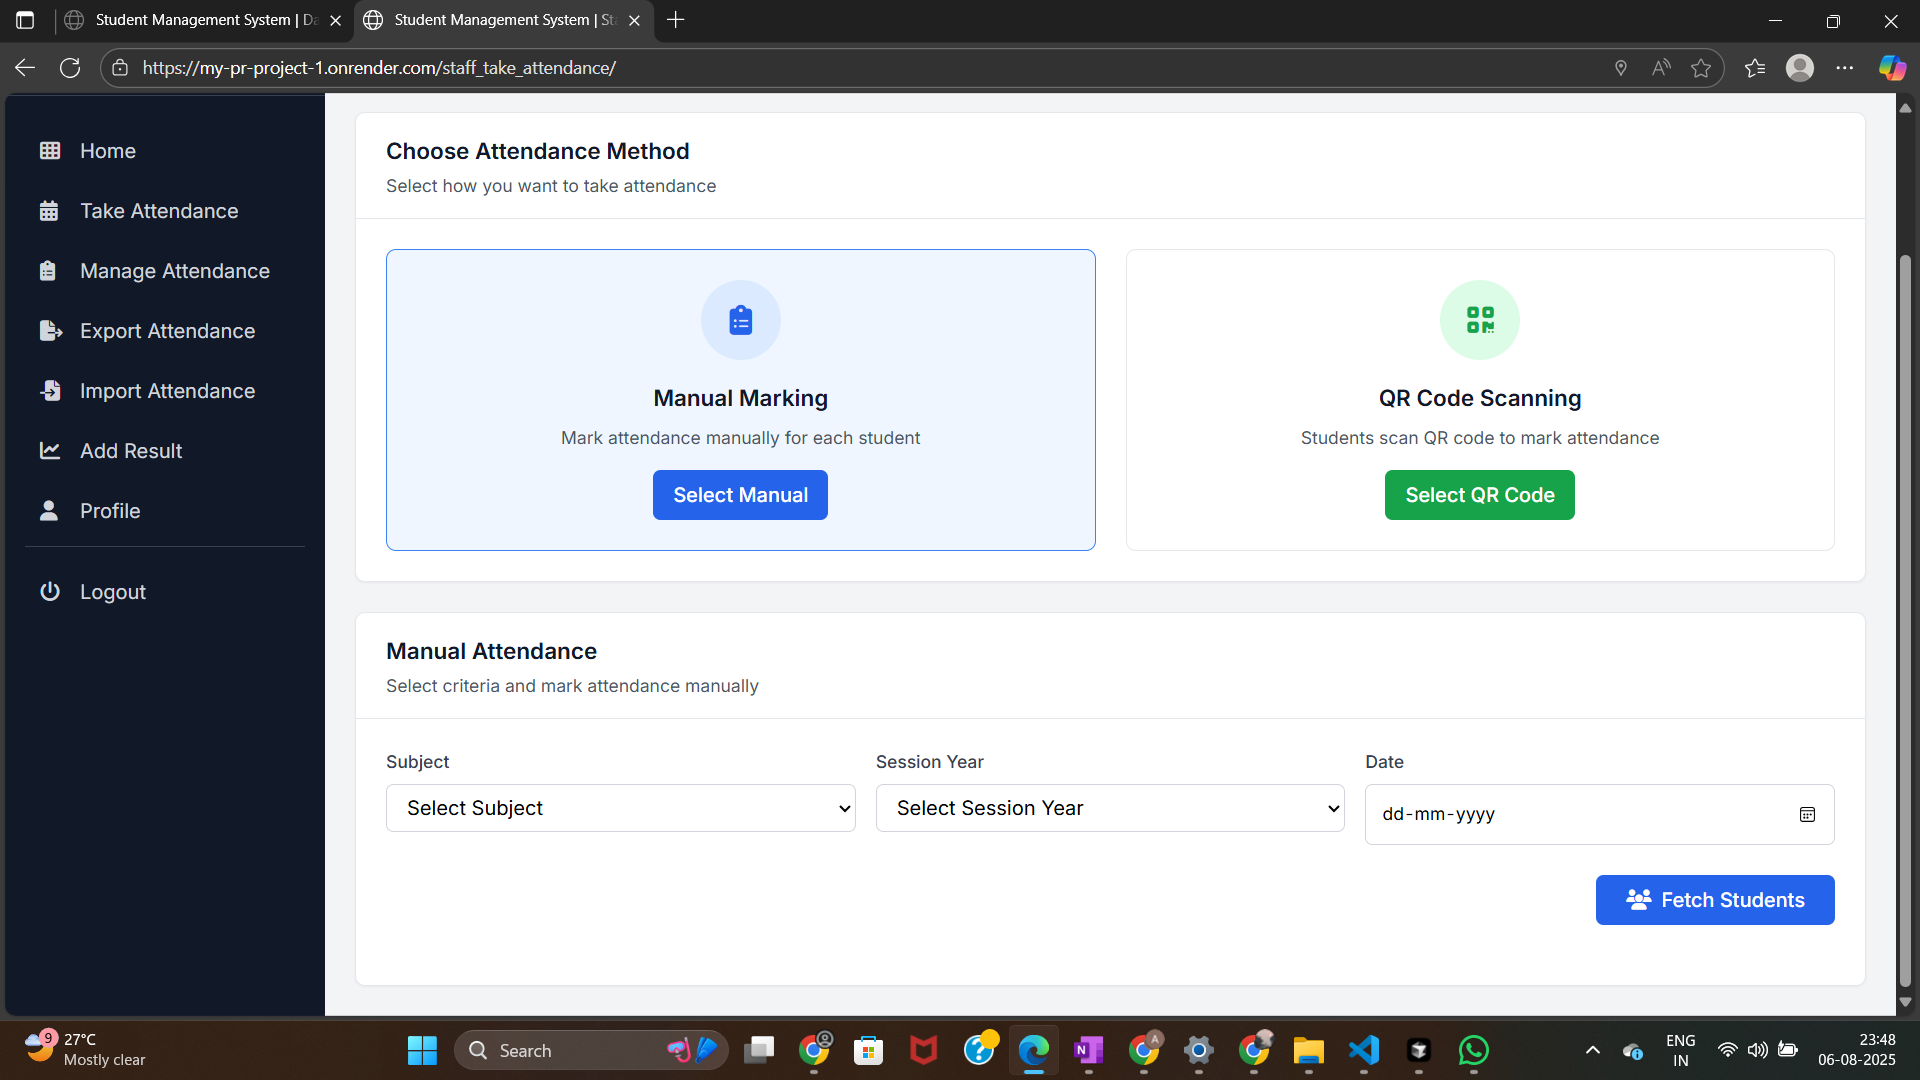 Student Management System | Da
Student Management System | Sta
https://my-pr-project-1.onrender.com/staff_take_attendance/
Home
Take Attendance
Manage Attendance
Export Attendance
Import Attendance
Add Result
Profile
Logout
Choose Attendance Method
Select how you want to take attendance
Manual Marking
Mark attendance manually for each student
Select Manual
QR Code Scanning
Students scan QR code to mark attendance
Select QR Code
Manual Attendance
Select criteria and mark attendance manually
Subject
Select Subject
Session Year
Select Session Year
Date
dd-mm-yyyy
Fetch Students
9
27°C
Mostly clear
Search
N
A
ENG
IN
23:48
06-08-2025